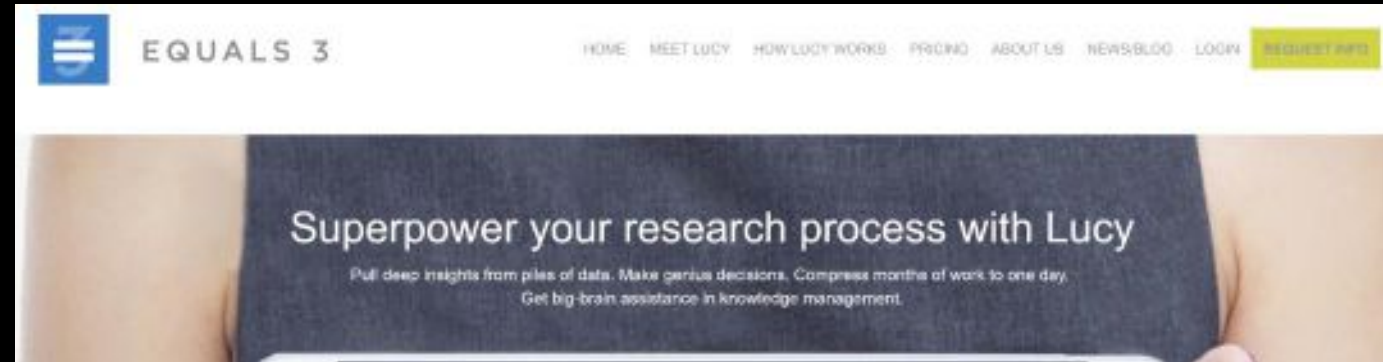 3
EQUALS 3
HOME MEET LUCY HOW LUCY WORKS PRICING ABOUT US NEWS/BLOG LOGIN REQUEST INFO
Superpower your research process with Lucy
Pull deep insights from piles of data. Make genius decisions. Compress months of work to one day.
Get big-brain assistance in knowledge management.